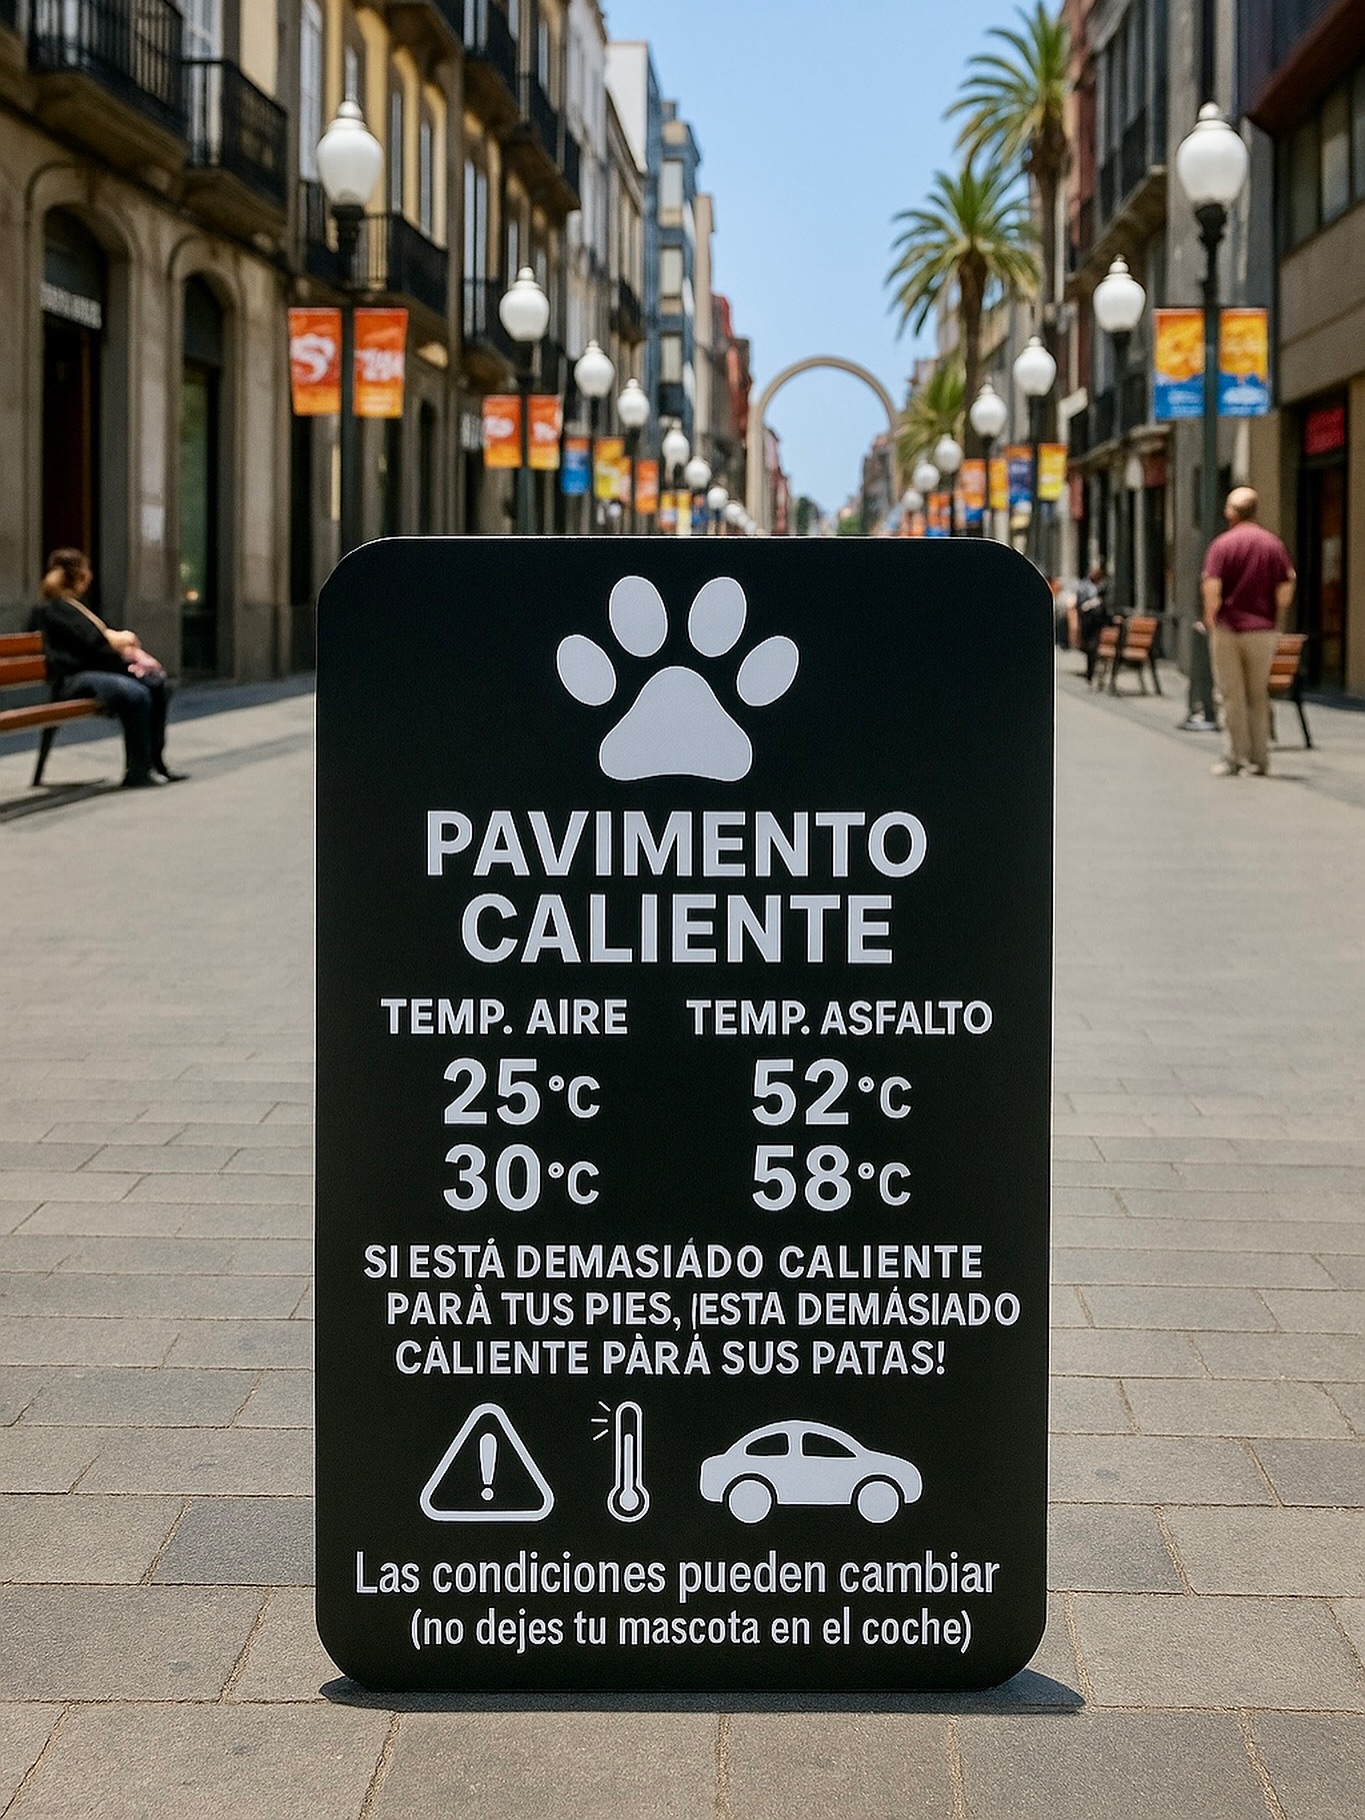 PAVIMENTO
CALIENTE
TEMP. AIRE TEMP. ASFALTO
25°C 52°C
30°C 58°C
SI ESTÁ DEMASIÁDO CALIENTE
PARÀ TUS PIES, ¡ESTA DEMÁSIADO
CÀLIENTE PÀRÁ SUS PATAS!
Las condiciones pueden cambiar
(no dejes tu mascota en el coche)